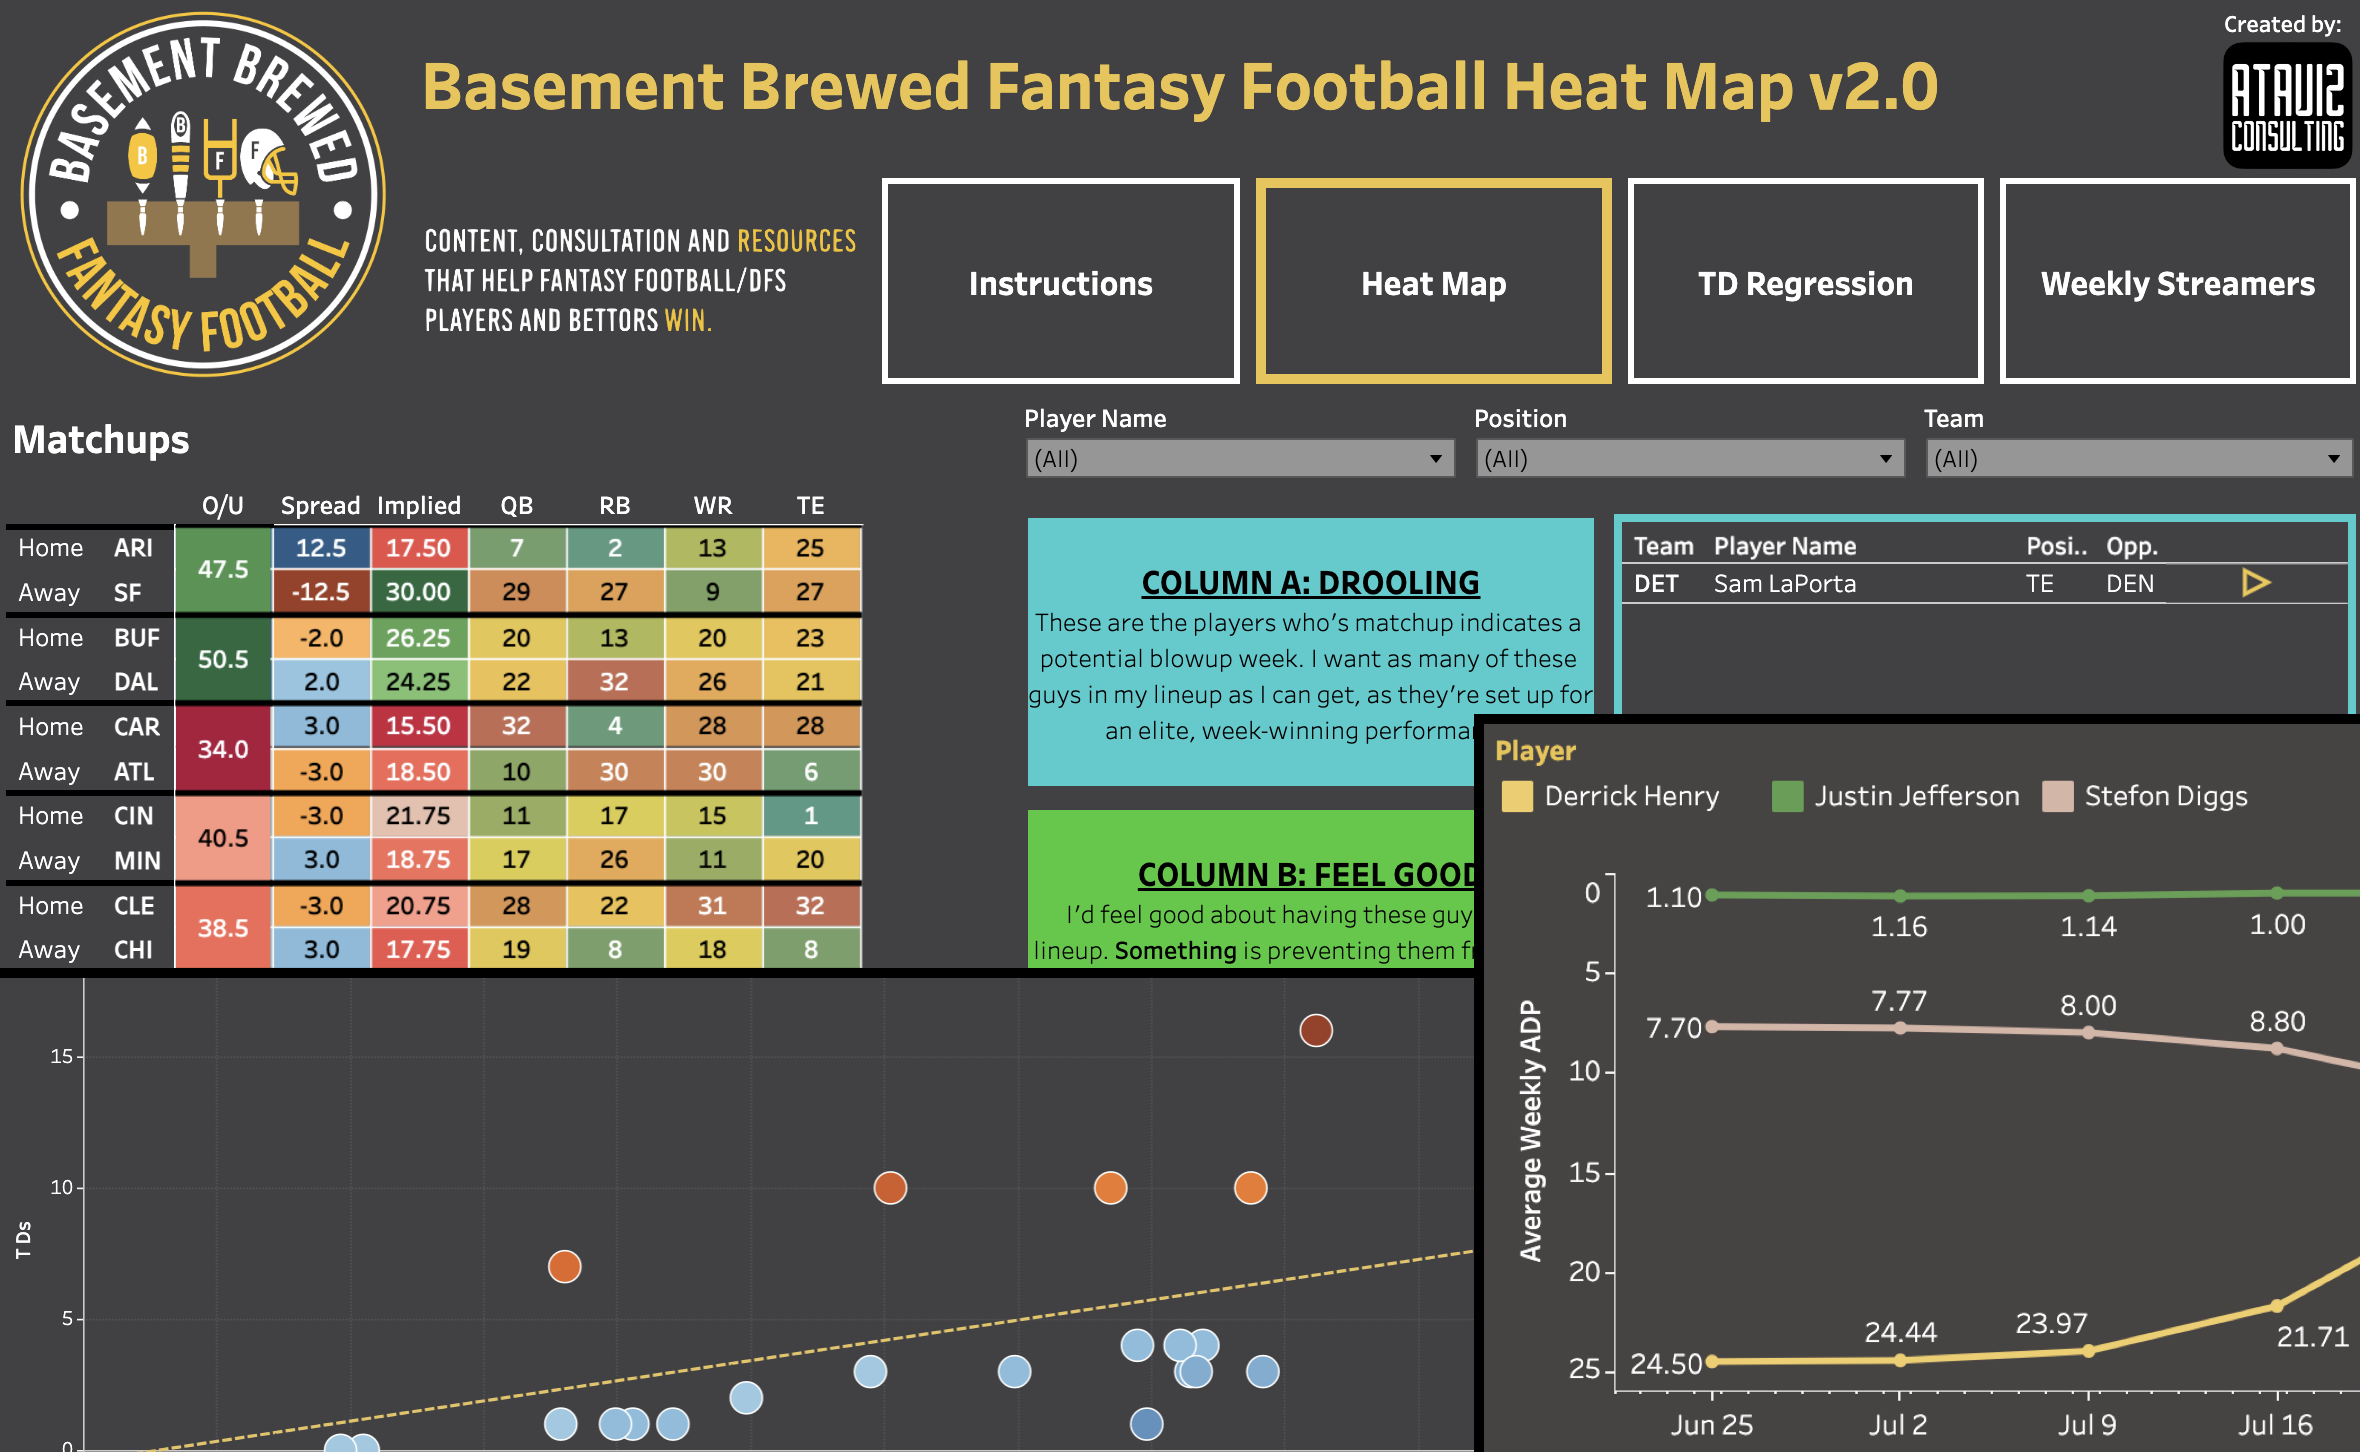 BASEMENT BREWED
FANTASY FOOTBALL
B
B
F
F
Basement Brewed Fantasy Football Heat Map v2.0
Created by:
ATAVIZ
CONSULTING
CONTENT, CONSULTATION AND RESOURCES
THAT HELP FANTASY FOOTBALL/DFS
PLAYERS AND BETTORS WIN.
Instructions
Heat Map
TD Regression
Weekly Streamers
Matchups
Player Name
Position
Team
(All)
(All)
(All)
O/U Spread Implied QB RB WR TE
Home ARI 47.5 12.5 17.50 7 2 13 25
Away SF -12.5 30.00 29 27 9 27
Home BUF 50.5 -2.0 26.25 20 13 20 23
Away DAL 2.0 24.25 22 32 26 21
Home CAR 34.0 3.0 15.50 32 4 28 28
Away ATL -3.0 18.50 10 30 30 6
Home CIN 40.5 -3.0 21.75 11 17 15 1
Away MIN 3.0 18.75 17 26 11 20
Home CLE 38.5 -3.0 20.75 28 22 31 32
Away CHI 3.0 17.75 19 8 18 8
COLUMN A: DROOLING
These are the players who's matchup indicates a
potential blowup week. I want as many of these
guys in my lineup as I can get, as they're set up for
an elite, week-winning
COLUMN B: FEEL GOOD
I'd feel good about having these guy
lineup. Something is preventing them
Team Player Name Posi.. Opp.
DET Sam LaPorta TE DEN
Player
Derrick Henry Justin Jefferson Stefon Diggs
Average Weekly ADP
0
5
10
15
20
25
1.10 1.16 1.14 1.00
7.70 7.77 8.00 8.80
24.50 24.44 23.97 21.71
Jun 25 Jul 2 Jul 9 Jul 16
TDs
15
10
5
0